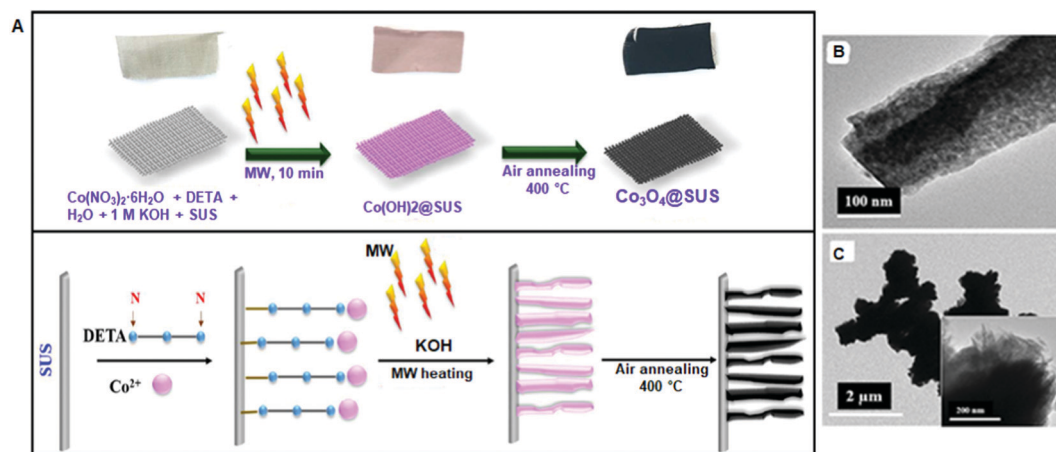 A
MW, 10 min
Air annealing
400 °C
Co(NO₃)₂·6H₂O + DETA +
H₂O + 1 M KOH + SUS
Co(OH)2@SUS
Co₃O₄@SUS
B
100 nm
SUS
N N
DETA
Co²⁺
MW
KOH
MW heating
Air annealing
400 °C
C
2 µm
200 nm